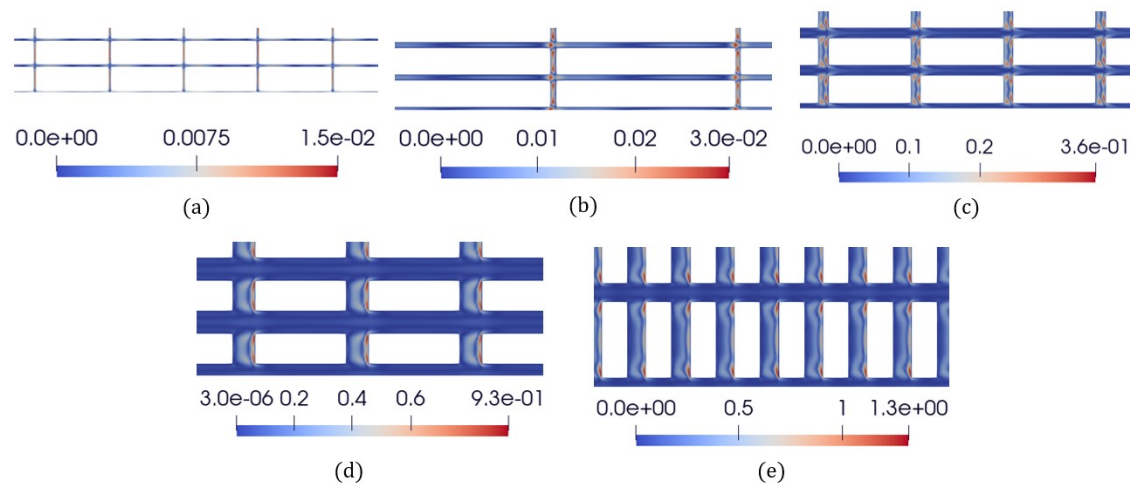 0.0e+00 0.0075 1.5e-02
(a)
0.0e+00 0.01 0.02 3.0e-02
(b)
0.0e+00 0.1 0.2 3.6e-01
(c)
3.0e-06 0.2 0.4 0.6 9.3e-01
(d)
0.0e+00 0.5 1 1.3e+00
(e)